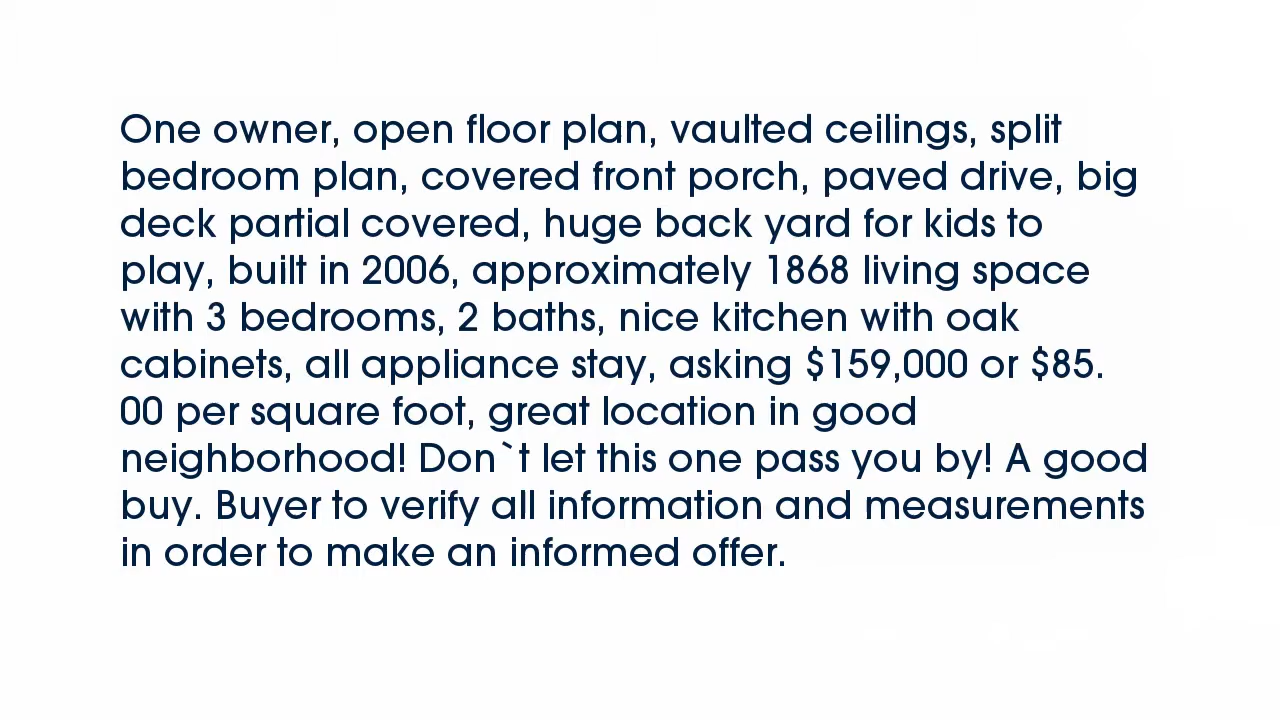 One owner, open floor plan, vaulted ceilings, split
bedroom plan, covered front porch, paved drive, big
deck partial covered, huge back yard for kids to
play, built in 2006, approximately 1868 living space
with 3 bedrooms, 2 baths, nice kitchen with oak
cabinets, all appliance stay, asking $159,000 or $85.
00 per square foot, great location in good
neighborhood! Don`t let this one pass you by! A good
buy. Buyer to verify all information and measurements
in order to make an informed offer.